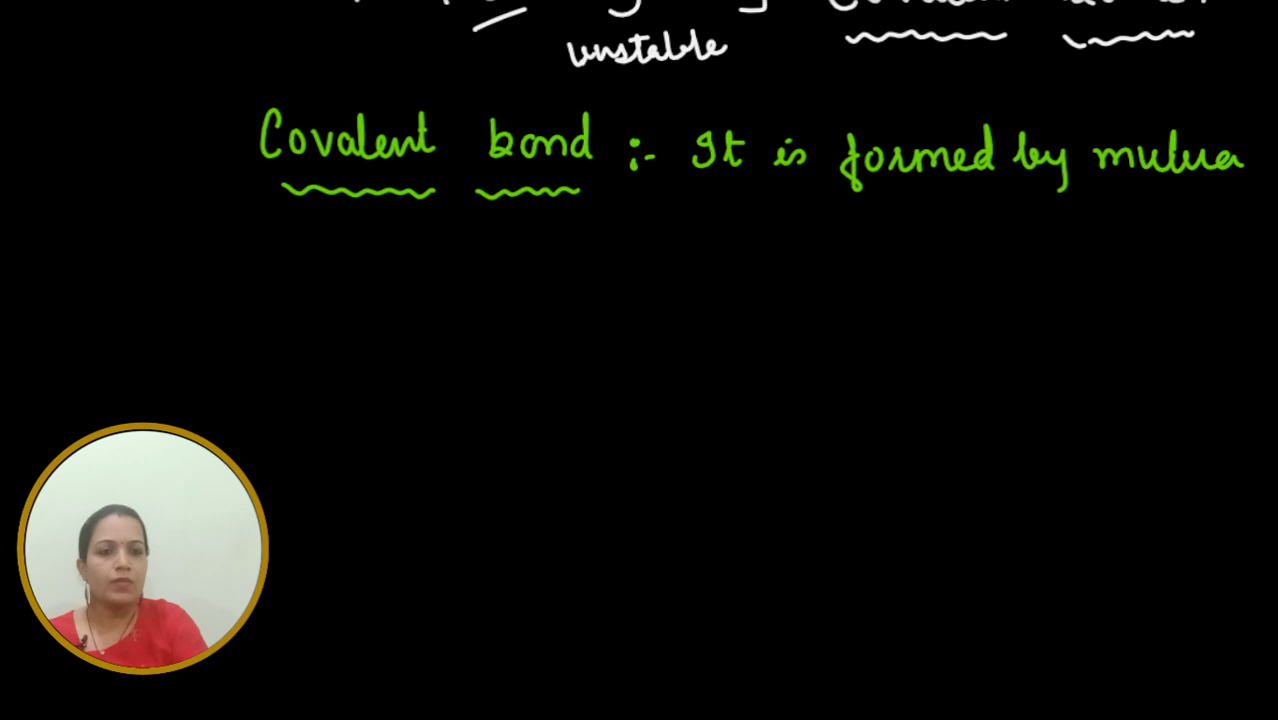 unstable
Covalent bond :- It is formed by mutua